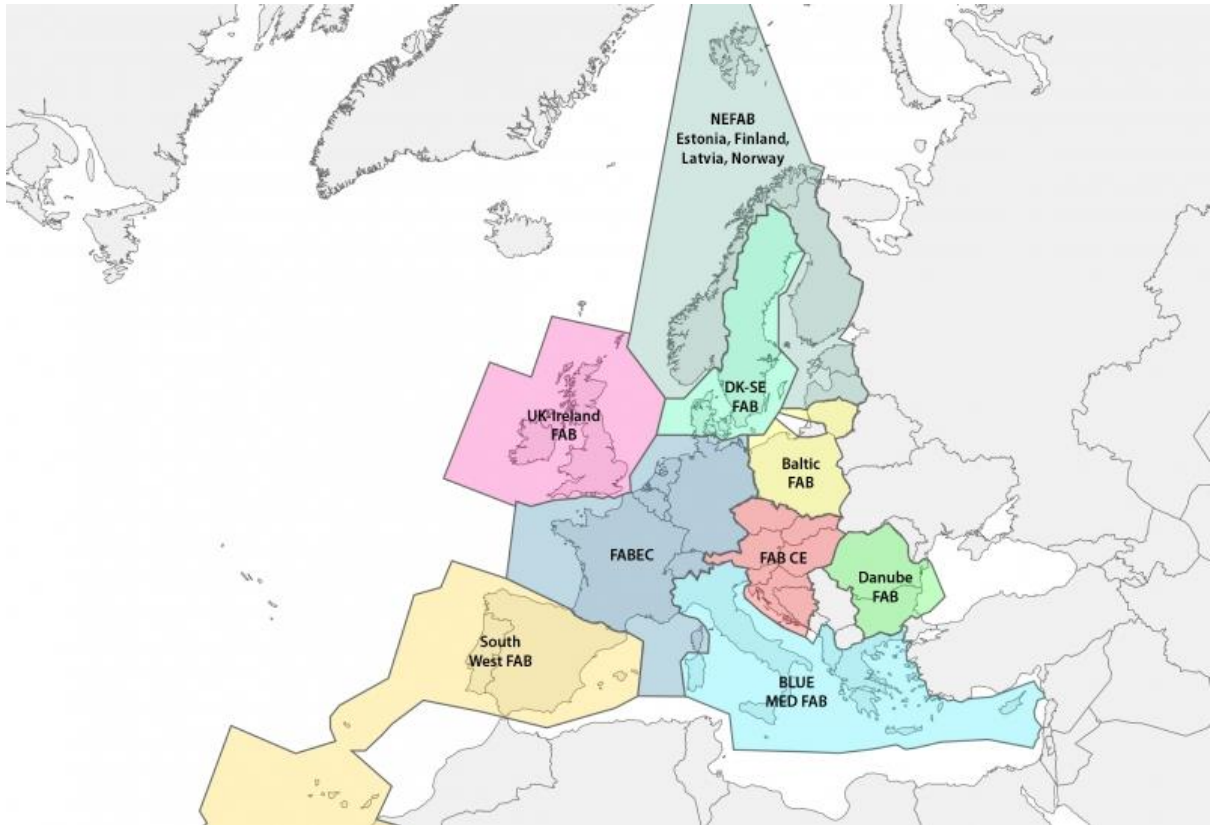 NEFAB
Estonia, Finland,
Latvia, Norway
DK-SE
FAB
UK-Ireland
FAB
Baltic
FAB
FABEC
FAB CE
Danube
FAB
South
West FAB
BLUE
MED FAB